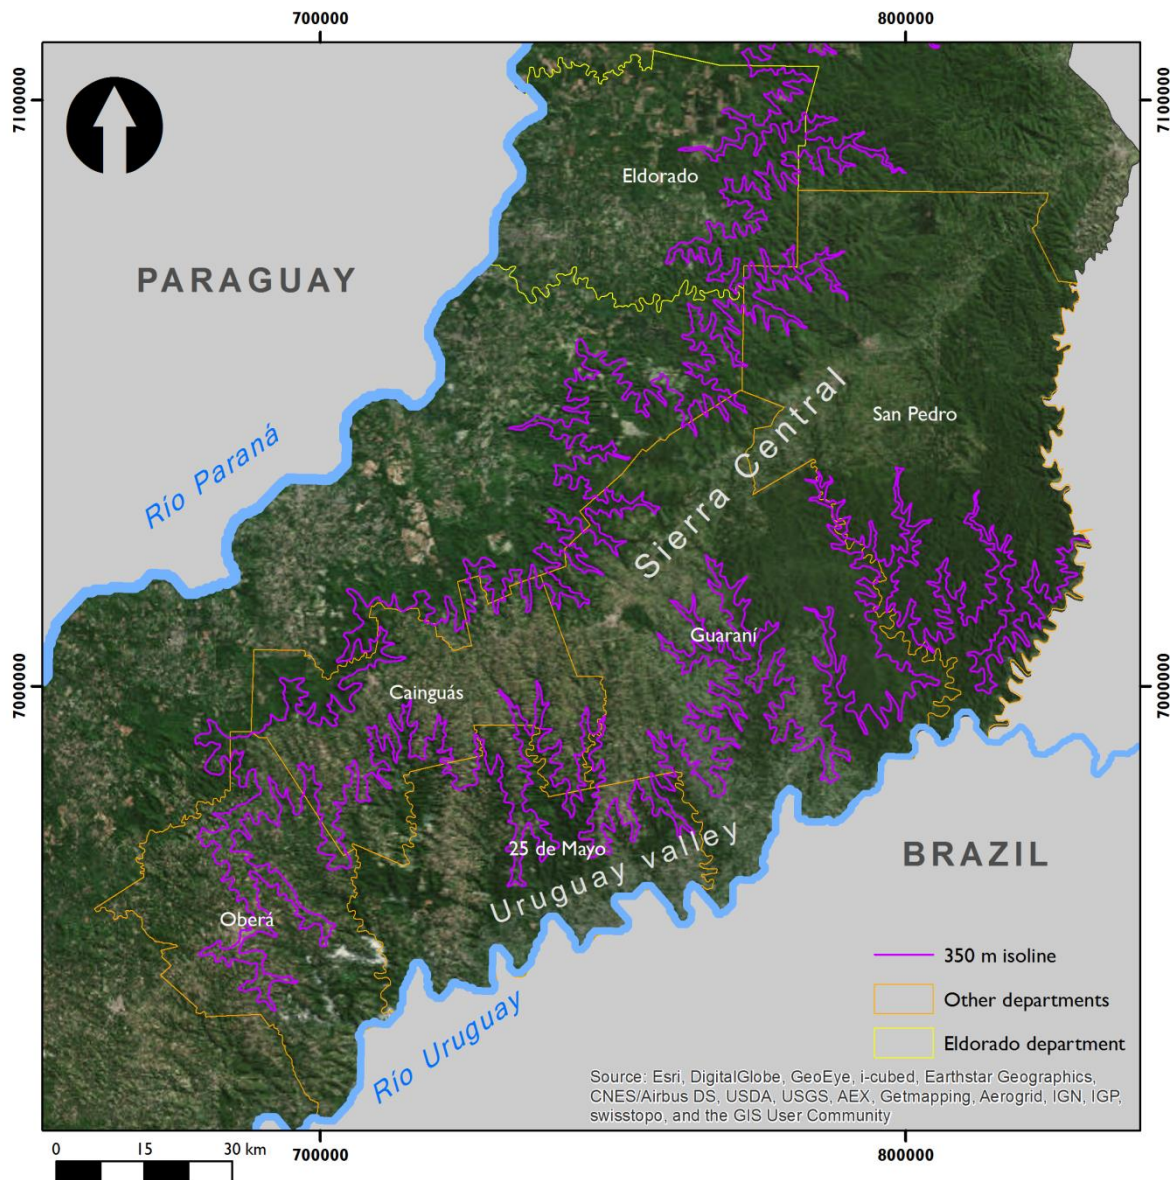 700000
800000
7100000
7100000
Eldorado
PARAGUAY
San Pedro
Sierra Central
Río Paraná
Guaraní
7000000
7000000
Cainguás
25 de Mayo
Uruguay valley
BRAZIL
Oberá
350 m isoline
Other departments
Eldorado department
Río Uruguay
Source: Esri, DigitalGlobe, GeoEye, i-cubed, Earthstar Geographics,
CNES/Airbus DS, USDA, USGS, AEX, Getmapping, Aerogrid, IGN, IGP,
swisstopo, and the GIS User Community
700000
800000
0 15 30 km